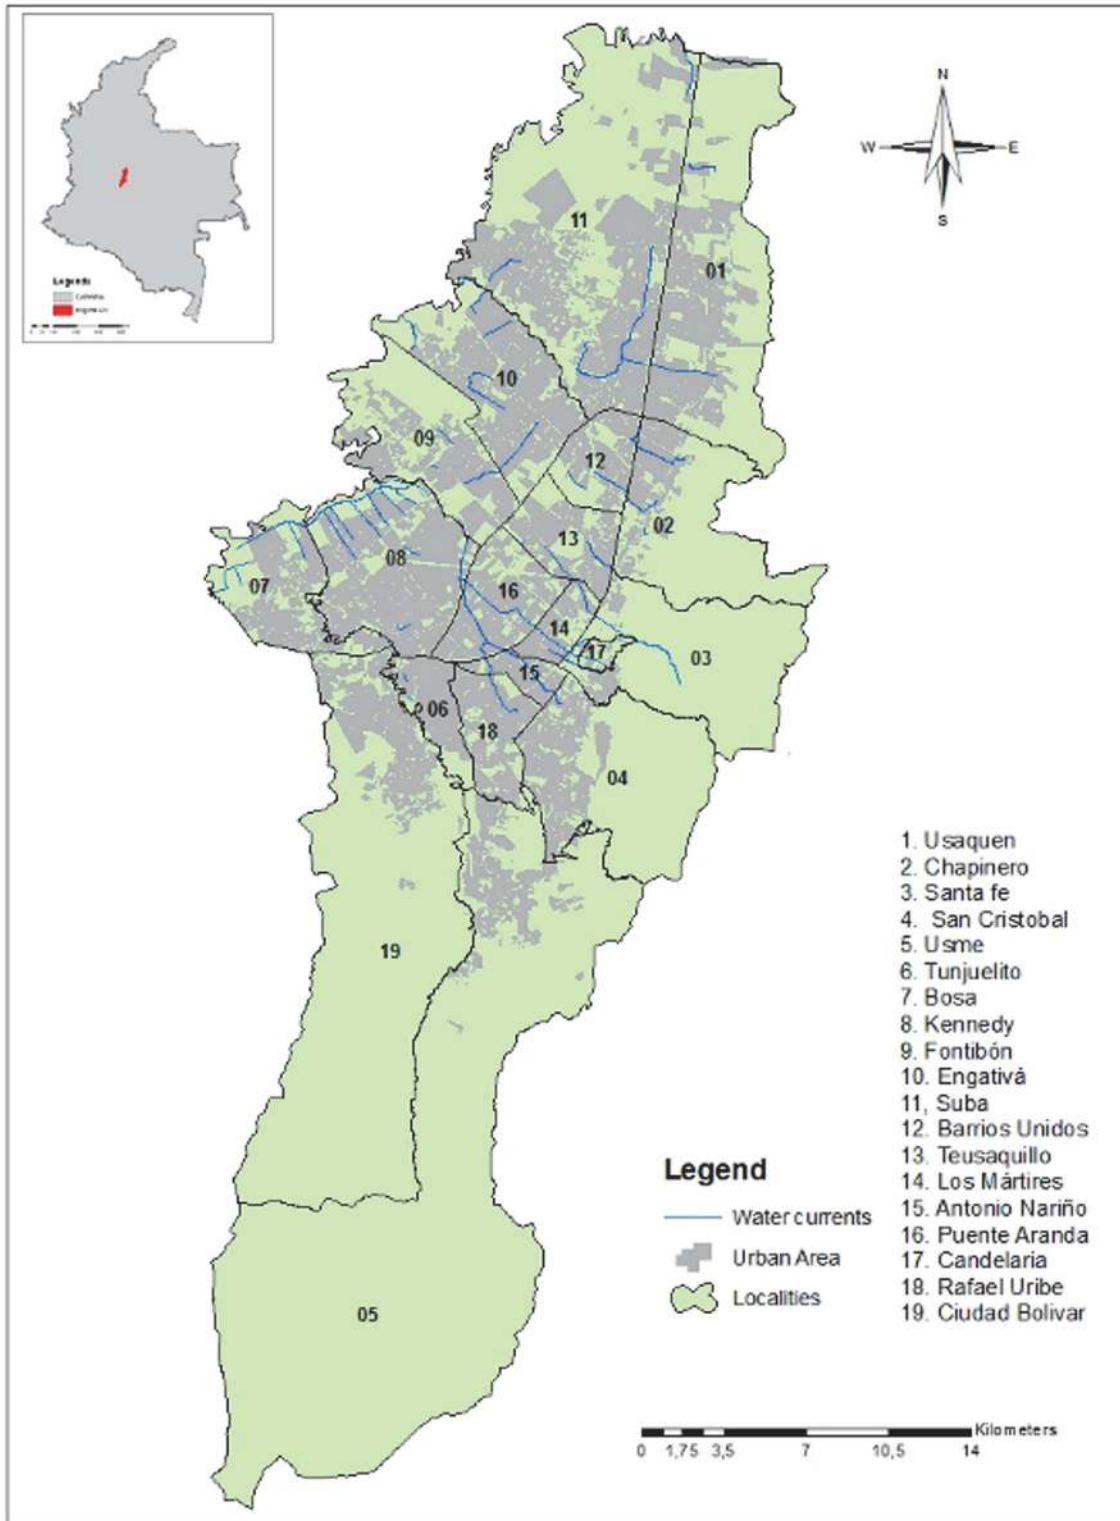 N
W E
S
Legends
11
01
10
09
12
02
13
08
07
16
14
17
03
15
06
18
04
19
05
1. Usaquen
2. Chapinero
3. Santa fe
4. San Cristobal
5. Usme
6. Tunjuelito
7. Bosa
8. Kennedy
9. Fontibón
10. Engativá
11, Suba
12. Barrios Unidos
13. Teusaquillo
14. Los Mártires
15. Antonio Nariño
16. Puente Aranda
17. Candelaria
18. Rafael Uribe
19. Ciudad Bolivar
Legend
Water currents
Urban Area
Localities
Kilometers
0 1,75 3,5 7 10,5 14